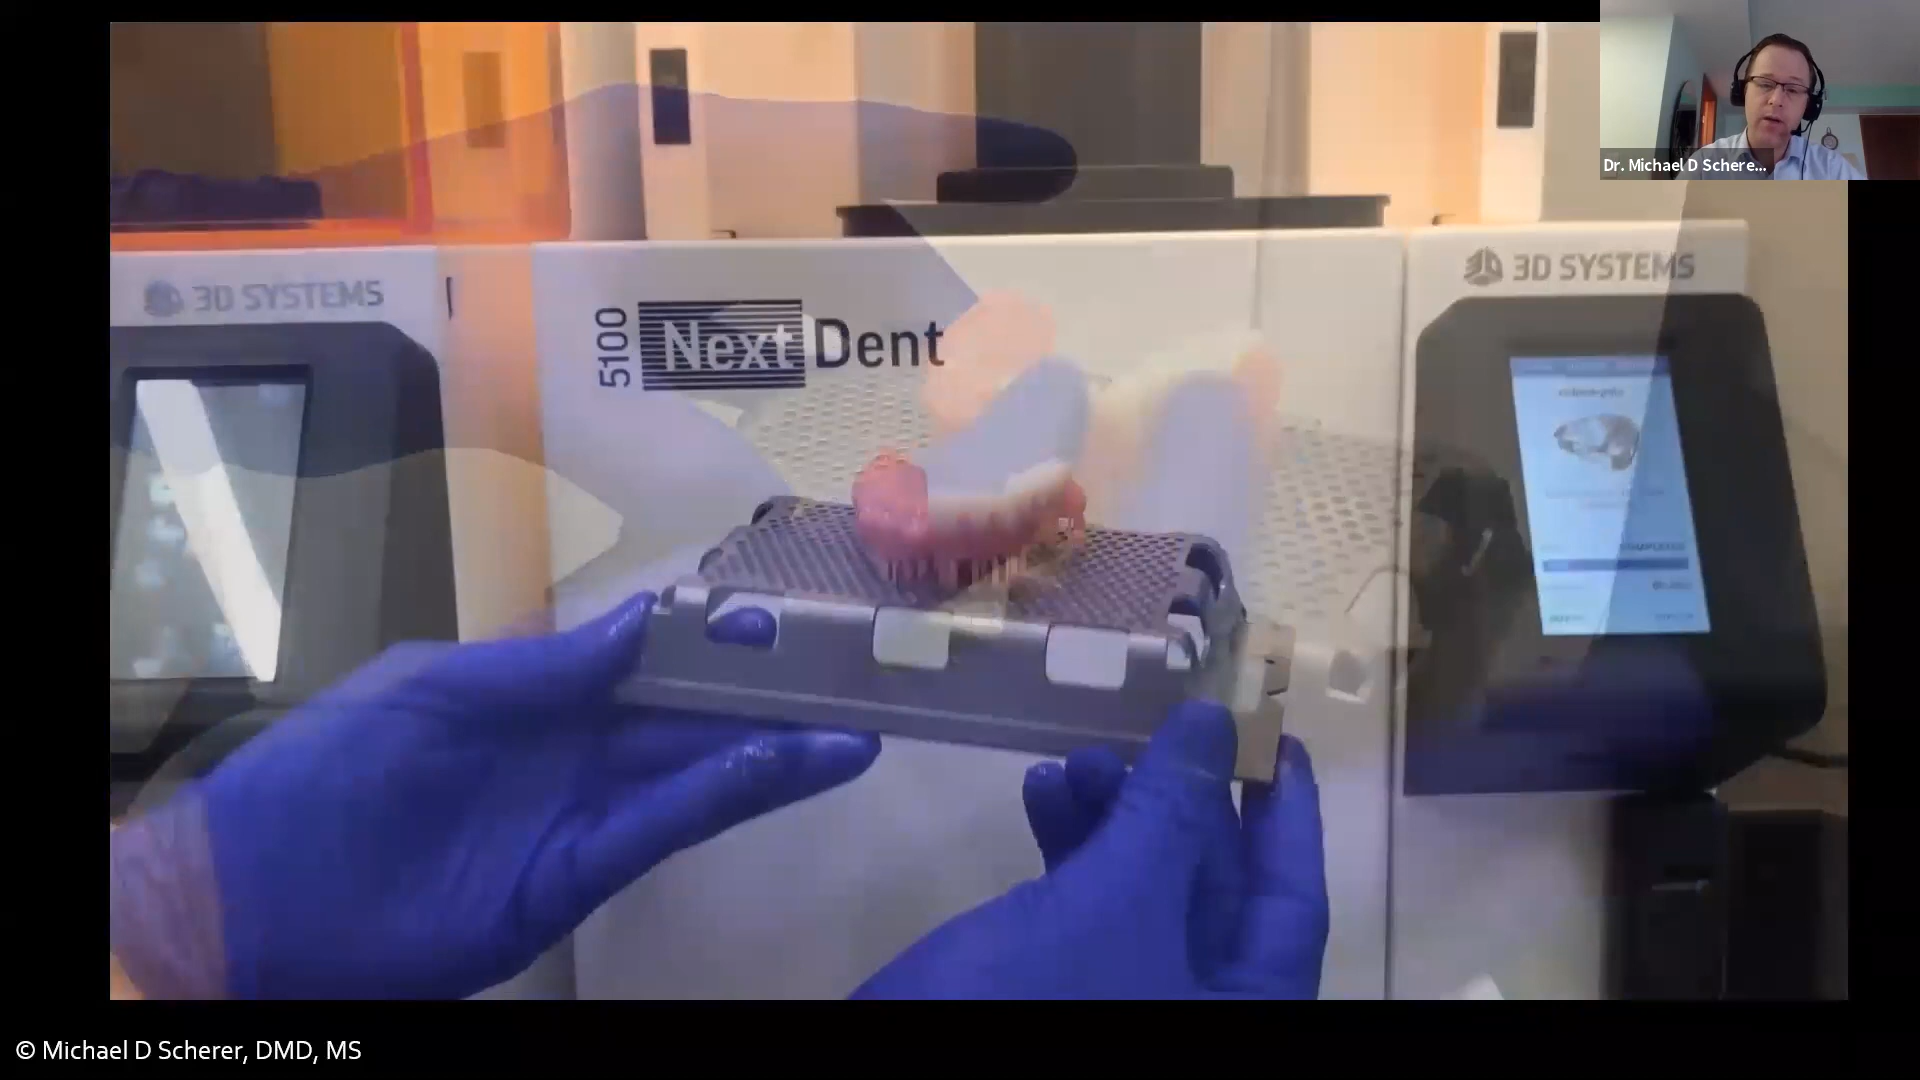 Dr. Michael D Schere...
3D SYSTEMS
5100
NextDent
3D SYSTEMS
© Michael D Scherer, DMD, MS